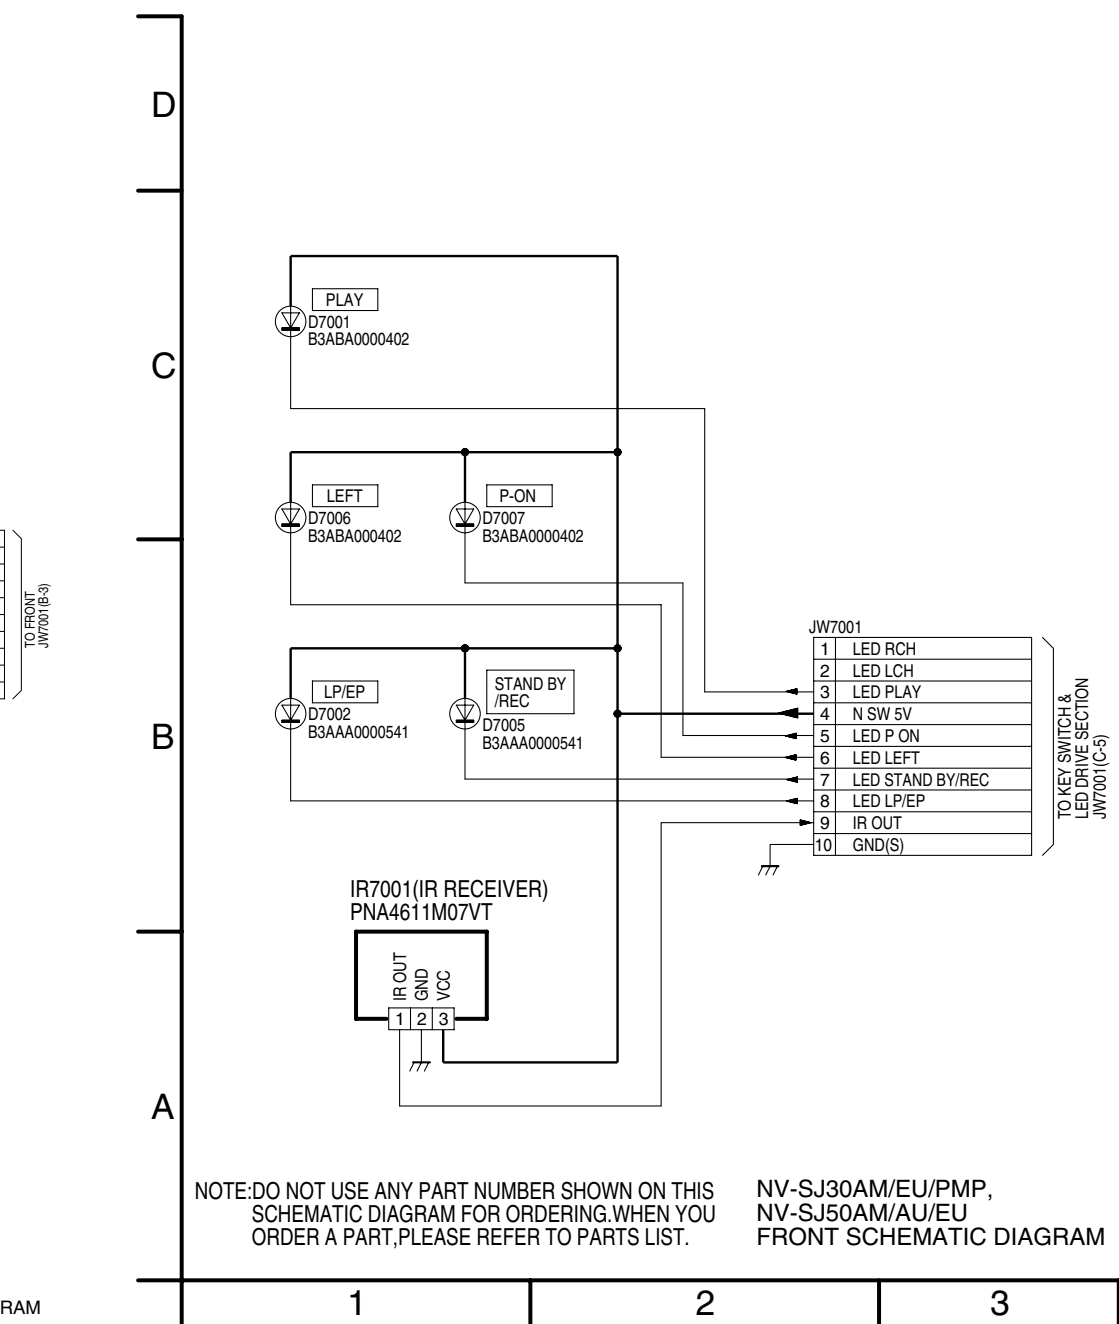 D
C
B
A
PLAY
D7001
B3ABA0000402
LEFT
D7006
B3ABA000402
P-ON
D7007
B3ABA0000402
LP/EP
D7002
B3AAA0000541
STAND BY
/REC
D7005
B3AAA0000541
TO FRONT
JW7001(B-3)
JW7001
1 LED RCH
2 LED LCH
3 LED PLAY
4 N SW 5V
5 LED P ON
6 LED LEFT
7 LED STAND BY/REC
8 LED LP/EP
9 IR OUT
10 GND(S)
TO KEY SWITCH &
LED DRIVE SECTION
JW7001(C-5)
IR7001(IR RECEIVER)
PNA4611M07VT
IR OUT
GND
VCC
1 2 3
NOTE:DO NOT USE ANY PART NUMBER SHOWN ON THIS
SCHEMATIC DIAGRAM FOR ORDERING.WHEN YOU
ORDER A PART,PLEASE REFER TO PARTS LIST.
NV-SJ30AM/EU/PMP,
NV-SJ50AM/AU/EU
FRONT SCHEMATIC DIAGRAM
RAM
1 2 3